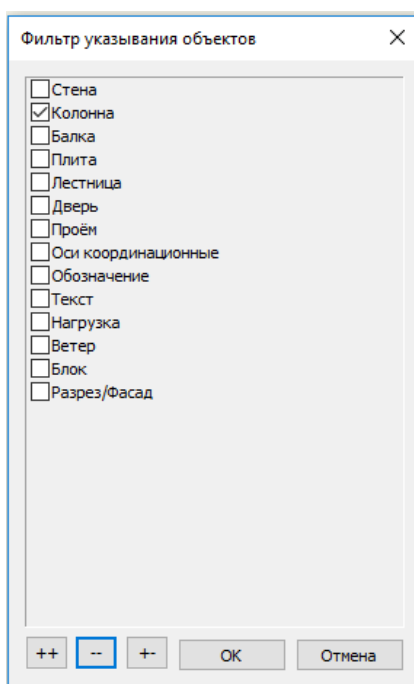 Фильтр указывания объектов
Стена
Колонна
Балка
Плита
Лестница
Дверь
Проём
Оси координационные
Обозначение
Текст
Нагрузка
Ветер
Блок
Разрез/Фасад
++ -- +- OK Отмена